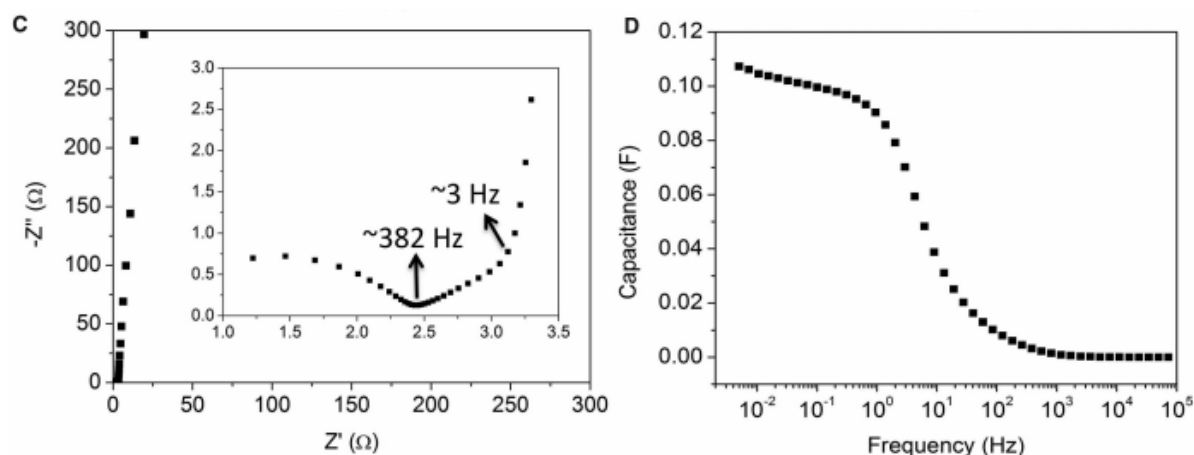 C
300
250
200
150
100
50
0
-Z'' (Ω)
0 50 100 150 200 250 300
Z' (Ω)
3.0
2.5
2.0
1.5
1.0
0.5
0.0
1.0 1.5 2.0 2.5 3.0 3.5
~3 Hz
~382 Hz
D
0.12
0.10
0.08
0.06
0.04
0.02
0.00
Capacitance (F)
10⁻² 10⁻¹ 10⁰ 10¹ 10² 10³ 10⁴ 10⁵
Frequency (Hz)